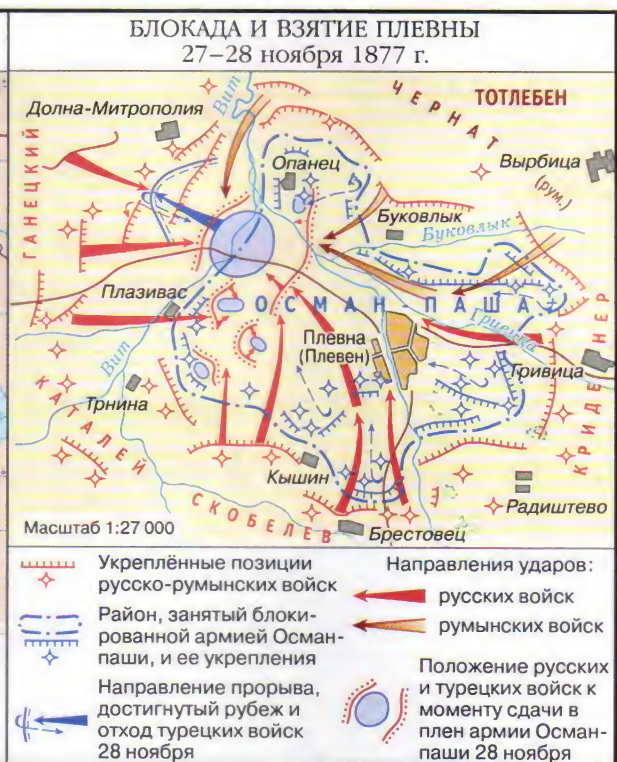 БЛОКАДА И ВЗЯТИЕ ПЛЕВНЫ
27–28 ноября 1877 г.
Долна-Митрополия
Вит
ЧЕРНАТ
ТОТЛЕБЕН
Опанец
Вырбица
(рум.)
ГАНЕЦКИЙ
Буковлык
Буковлык
Плазивас
ОСМАН-ПАША
Плевна
(Плевен)
Гривица
Гривица
Вит
Трнина
КАТАЛЕЙ
КРИДЕНЕР
Кышин
СКОБЕЛЕВ
Радиштево
Брестовец
Масштаб 1:27 000
Укреплённые позиции
русско-румынских войск
Район, занятый блоки-
рованной армией Осман-
паши, и ее укрепления
Направление прорыва,
достигнутый рубеж и
отход турецких войск
28 ноября
Направления ударов:
русских войск
румынских войск
Положение русских
и турецких войск к
моменту сдачи в
плен армии Осман-
паши 28 ноября